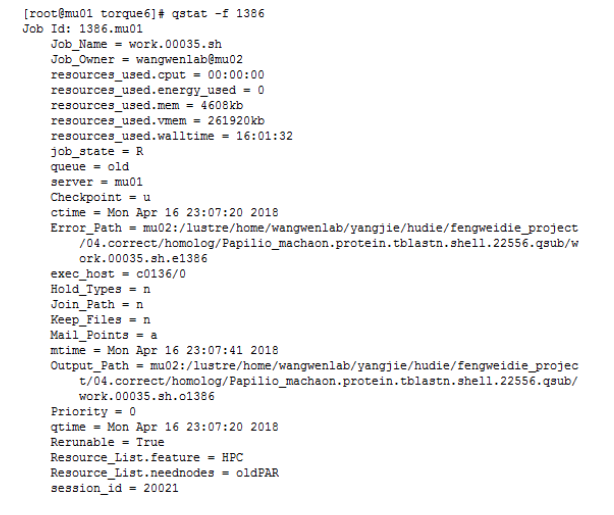 [root@mu01 torque6]# qstat -f 1386
Job Id: 1386.mu01
Job_Name = work.00035.sh
Job_Owner = wangwenlab@mu02
resources_used.cput = 00:00:00
resources_used.energy_used = 0
resources_used.mem = 4608kb
resources_used.vmem = 261920kb
resources_used.walltime = 16:01:32
job_state = R
queue = old
server = mu01
Checkpoint = u
ctime = Mon Apr 16 23:07:20 2018
Error_Path = mu02:/lustre/home/wangwenlab/yangjie/hudie/fengweidie_project
/04.correct/homolog/Papilio_machaon.protein.tblastn.shell.22556.qsub/w
ork.00035.sh.e1386
exec_host = c0136/0
Hold_Types = n
Join_Path = n
Keep_Files = n
Mail_Points = a
mtime = Mon Apr 16 23:07:41 2018
Output_Path = mu02:/lustre/home/wangwenlab/yangjie/hudie/fengweidie_projec
t/04.correct/homolog/Papilio_machaon.protein.tblastn.shell.22556.qsub/
work.00035.sh.o1386
Priority = 0
qtime = Mon Apr 16 23:07:20 2018
Rerunable = True
Resource_List.feature = HPC
Resource_List.neednodes = oldPAR
session_id = 20021